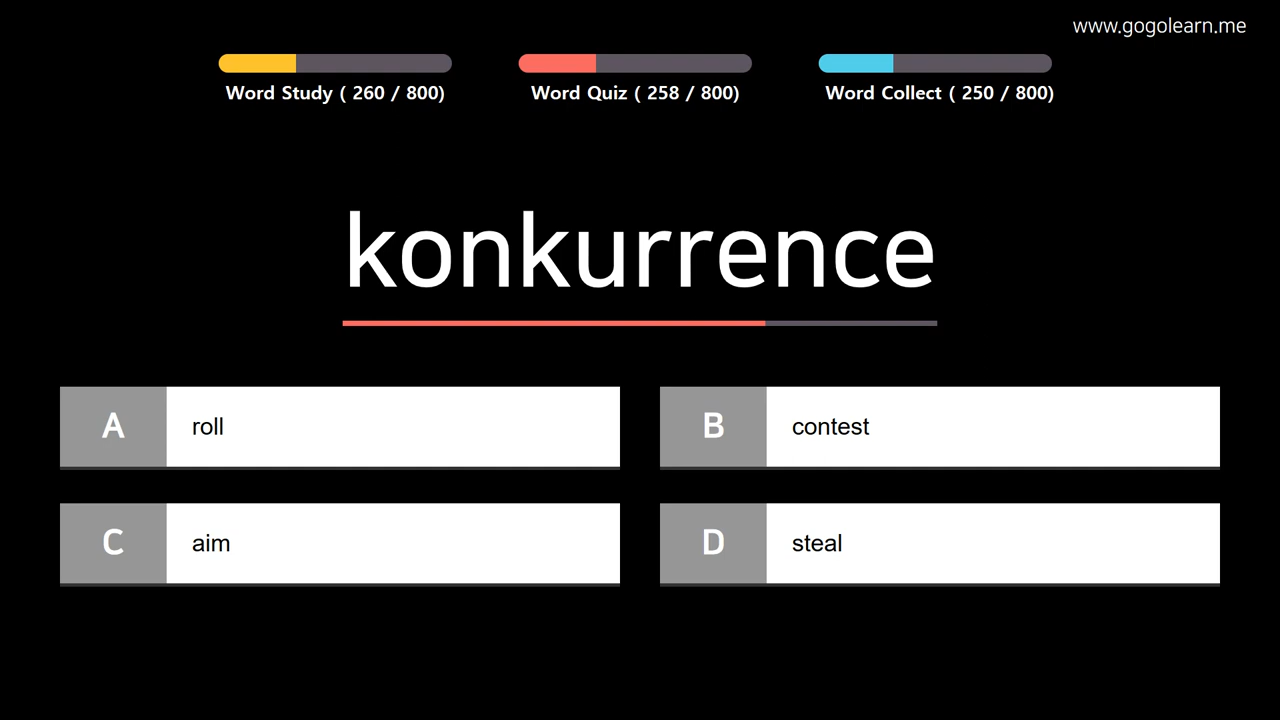 www.gogolearn.me
Word Study ( 260 / 800)
Word Quiz ( 258 / 800)
Word Collect ( 250 / 800)
konkurrence
A roll
B contest
C aim
D steal